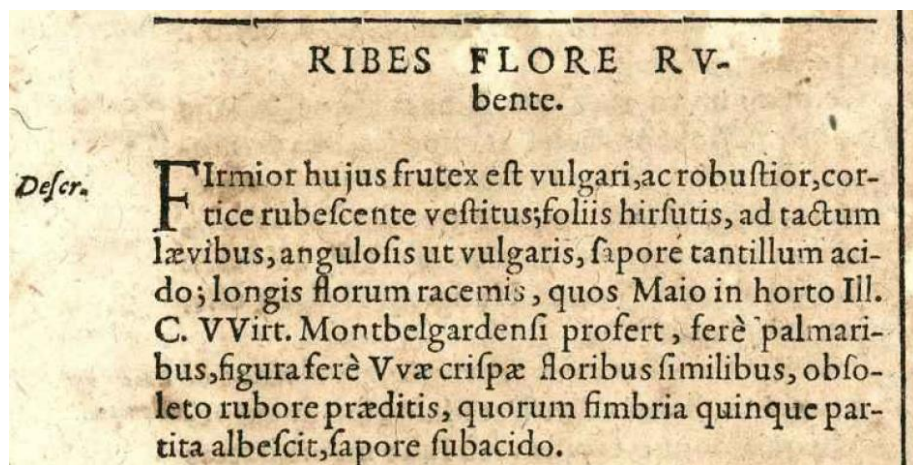 RIBES FLORE RV-
bente.
Deſcr.
FIrmior hujus frutex eſt vulgari, ac robuſtior, cor-
tice rubeſcente veſtitus; foliis hirſutis, ad tactum
lævibus, anguloſis ut vulgaris, ſapore tantillum aci-
do; longis florum racemis, quos Maio in horto Ill.
C. VVirt. Montbelgardenſi profert, ferè palmari-
bus, figura ferè Vvæ criſpæ floribus ſimilibus, obſo-
leto rubore præditis, quorum fimbria quinque par-
tita albeſcit, ſapore ſubacido.